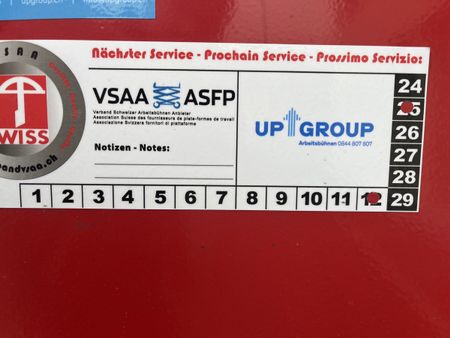 Nächster Service - Prochain Service - Prossimo Servizio:
VSAA ASFP
Verband Schweizer Arbeitsbühnen Anbieter
Association Suisse des fournisseurs de plate-formes de travail
Associazione Svizzera fornitori di piattaforme
Notizen - Notes:
UP GROUP
Arbeitsbühnen 0844 807 807
24
25
26
27
28
29
1 2 3 4 5 6 7 8 9 10 11 12